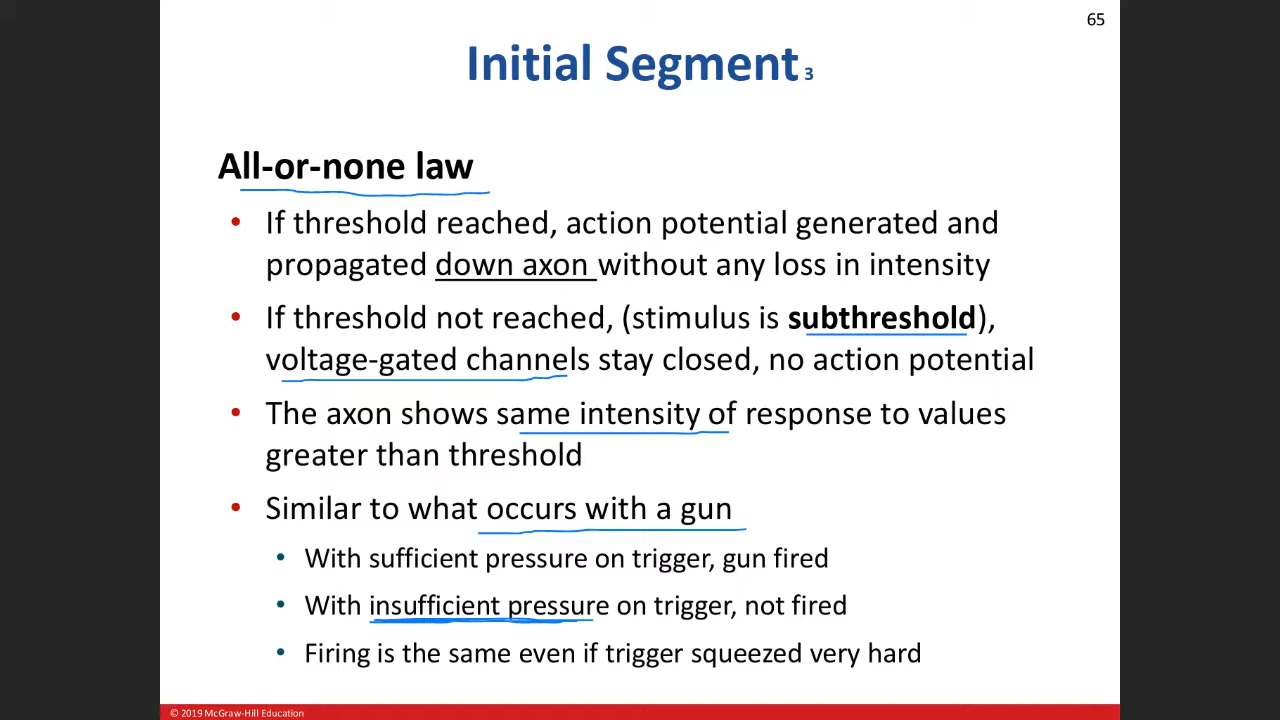 65
Initial Segment 3
All-or-none law
• If threshold reached, action potential generated and
propagated down axon without any loss in intensity
• If threshold not reached, (stimulus is subthreshold),
voltage-gated channels stay closed, no action potential
• The axon shows same intensity of response to values
greater than threshold
• Similar to what occurs with a gun
• With sufficient pressure on trigger, gun fired
• With insufficient pressure on trigger, not fired
• Firing is the same even if trigger squeezed very hard
© 2019 McGraw-Hill Education